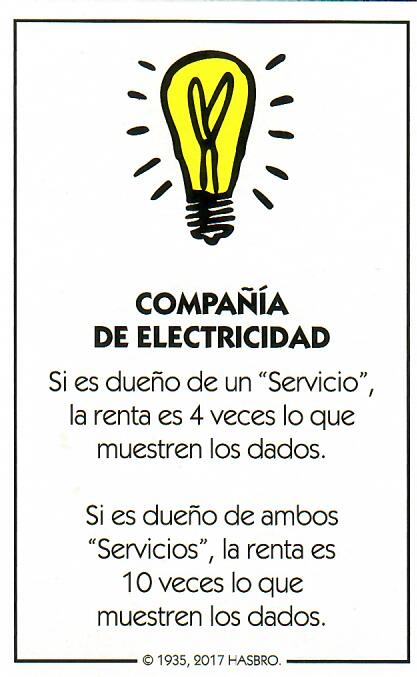 COMPAÑÍA
DE ELECTRICIDAD
Si es dueño de un “Servicio”,
la renta es 4 veces lo que
muestren los dados.
Si es dueño de ambos
“Servicios”, la renta es
10 veces lo que
muestren los dados.
© 1935, 2017 HASBRO.